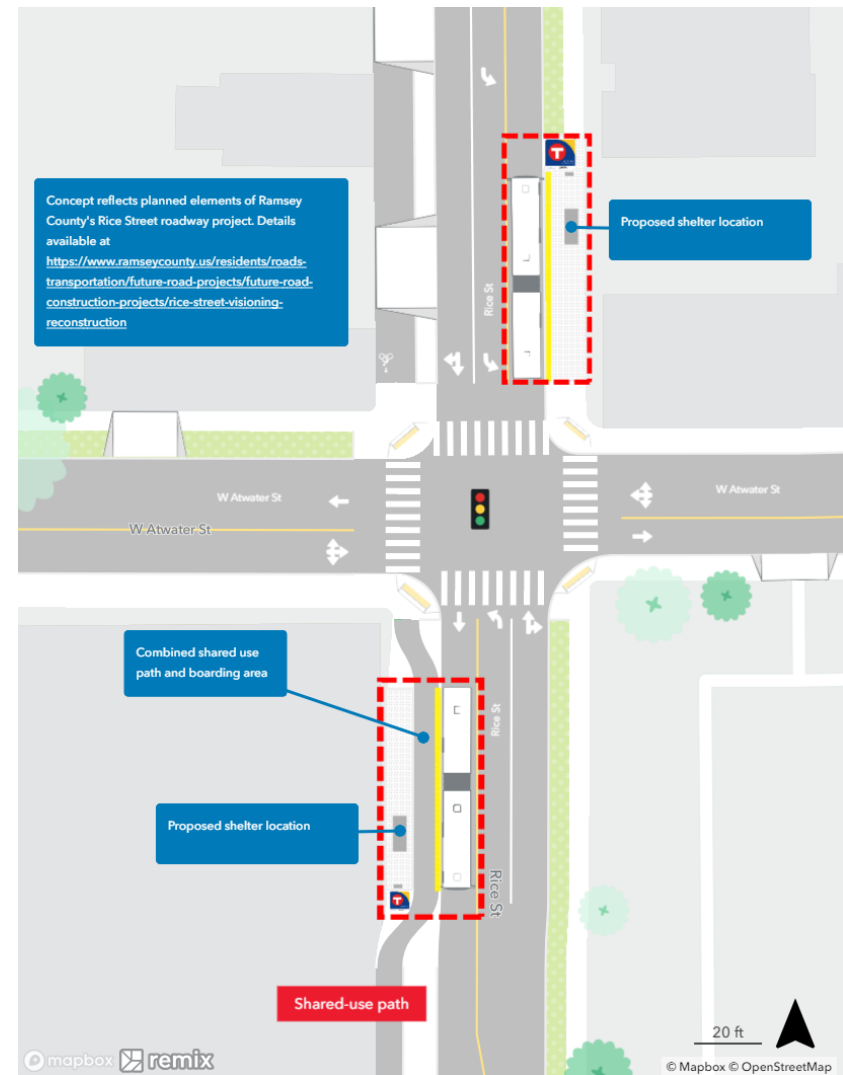 Concept reflects planned elements of Ramsey
County's Rice Street roadway project. Details
available at
https://www.ramseycounty.us/residents/roads-
transportation/future-road-projects/future-road-
construction-projects/rice-street-visioning-
reconstruction
T
Proposed shelter location
Rice St
W Atwater St
W Atwater St
W Atwater St
Combined shared use
path and boarding area
Rice St
Proposed shelter location
T
Rice St
Shared-use path
20 ft
mapbox remix
© Mapbox © OpenStreetMap